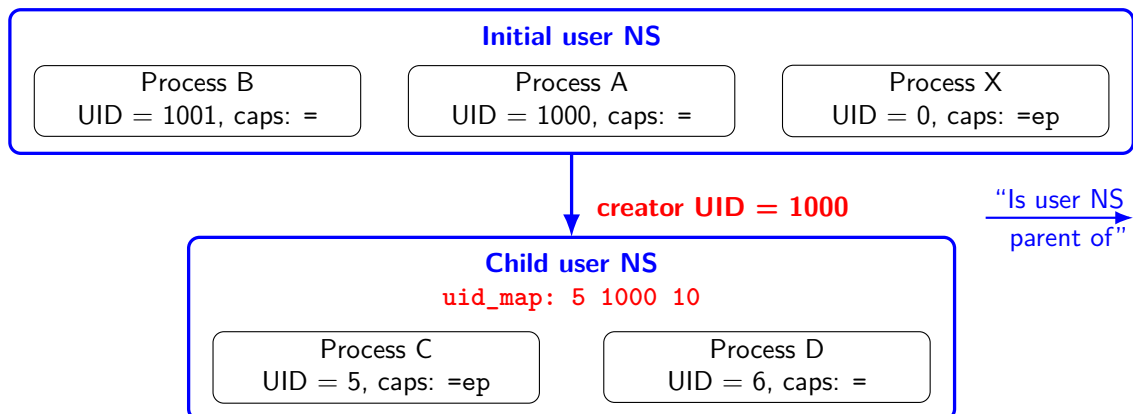 Initial user NS
Process B
UID = 1001, caps: =
Process A
UID = 1000, caps: =
Process X
UID = 0, caps: =ep
creator UID = 1000
“Is user NS
parent of”
Child user NS
uid_map: 5 1000 10
Process C
UID = 5, caps: =ep
Process D
UID = 6, caps: =